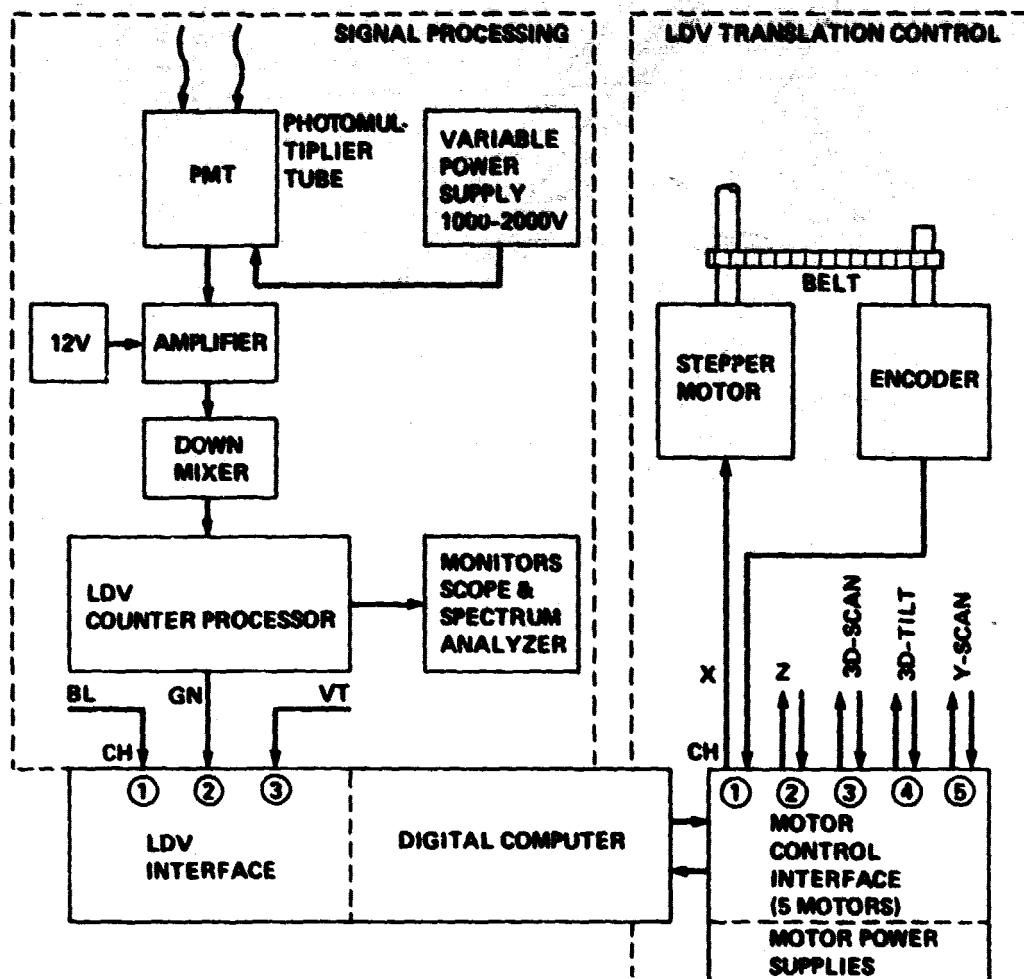 SIGNAL PROCESSING
PMT
PHOTOMUL-
TIPLIER
TUBE
VARIABLE
POWER
SUPPLY
1000-2000V
12V
AMPLIFIER
DOWN
MIXER
LDV
COUNTER PROCESSOR
MONITORS
SCOPE &
SPECTRUM
ANALYZER
BL
GN
VT
CH
1
2
3
LDV
INTERFACE
DIGITAL COMPUTER
LDV TRANSLATION CONTROL
BELT
STEPPER
MOTOR
ENCODER
X
Z
3D-SCAN
3D-TILT
Y-SCAN
CH
1
2
3
4
5
MOTOR
CONTROL
INTERFACE
(5 MOTORS)
MOTOR POWER
SUPPLIES